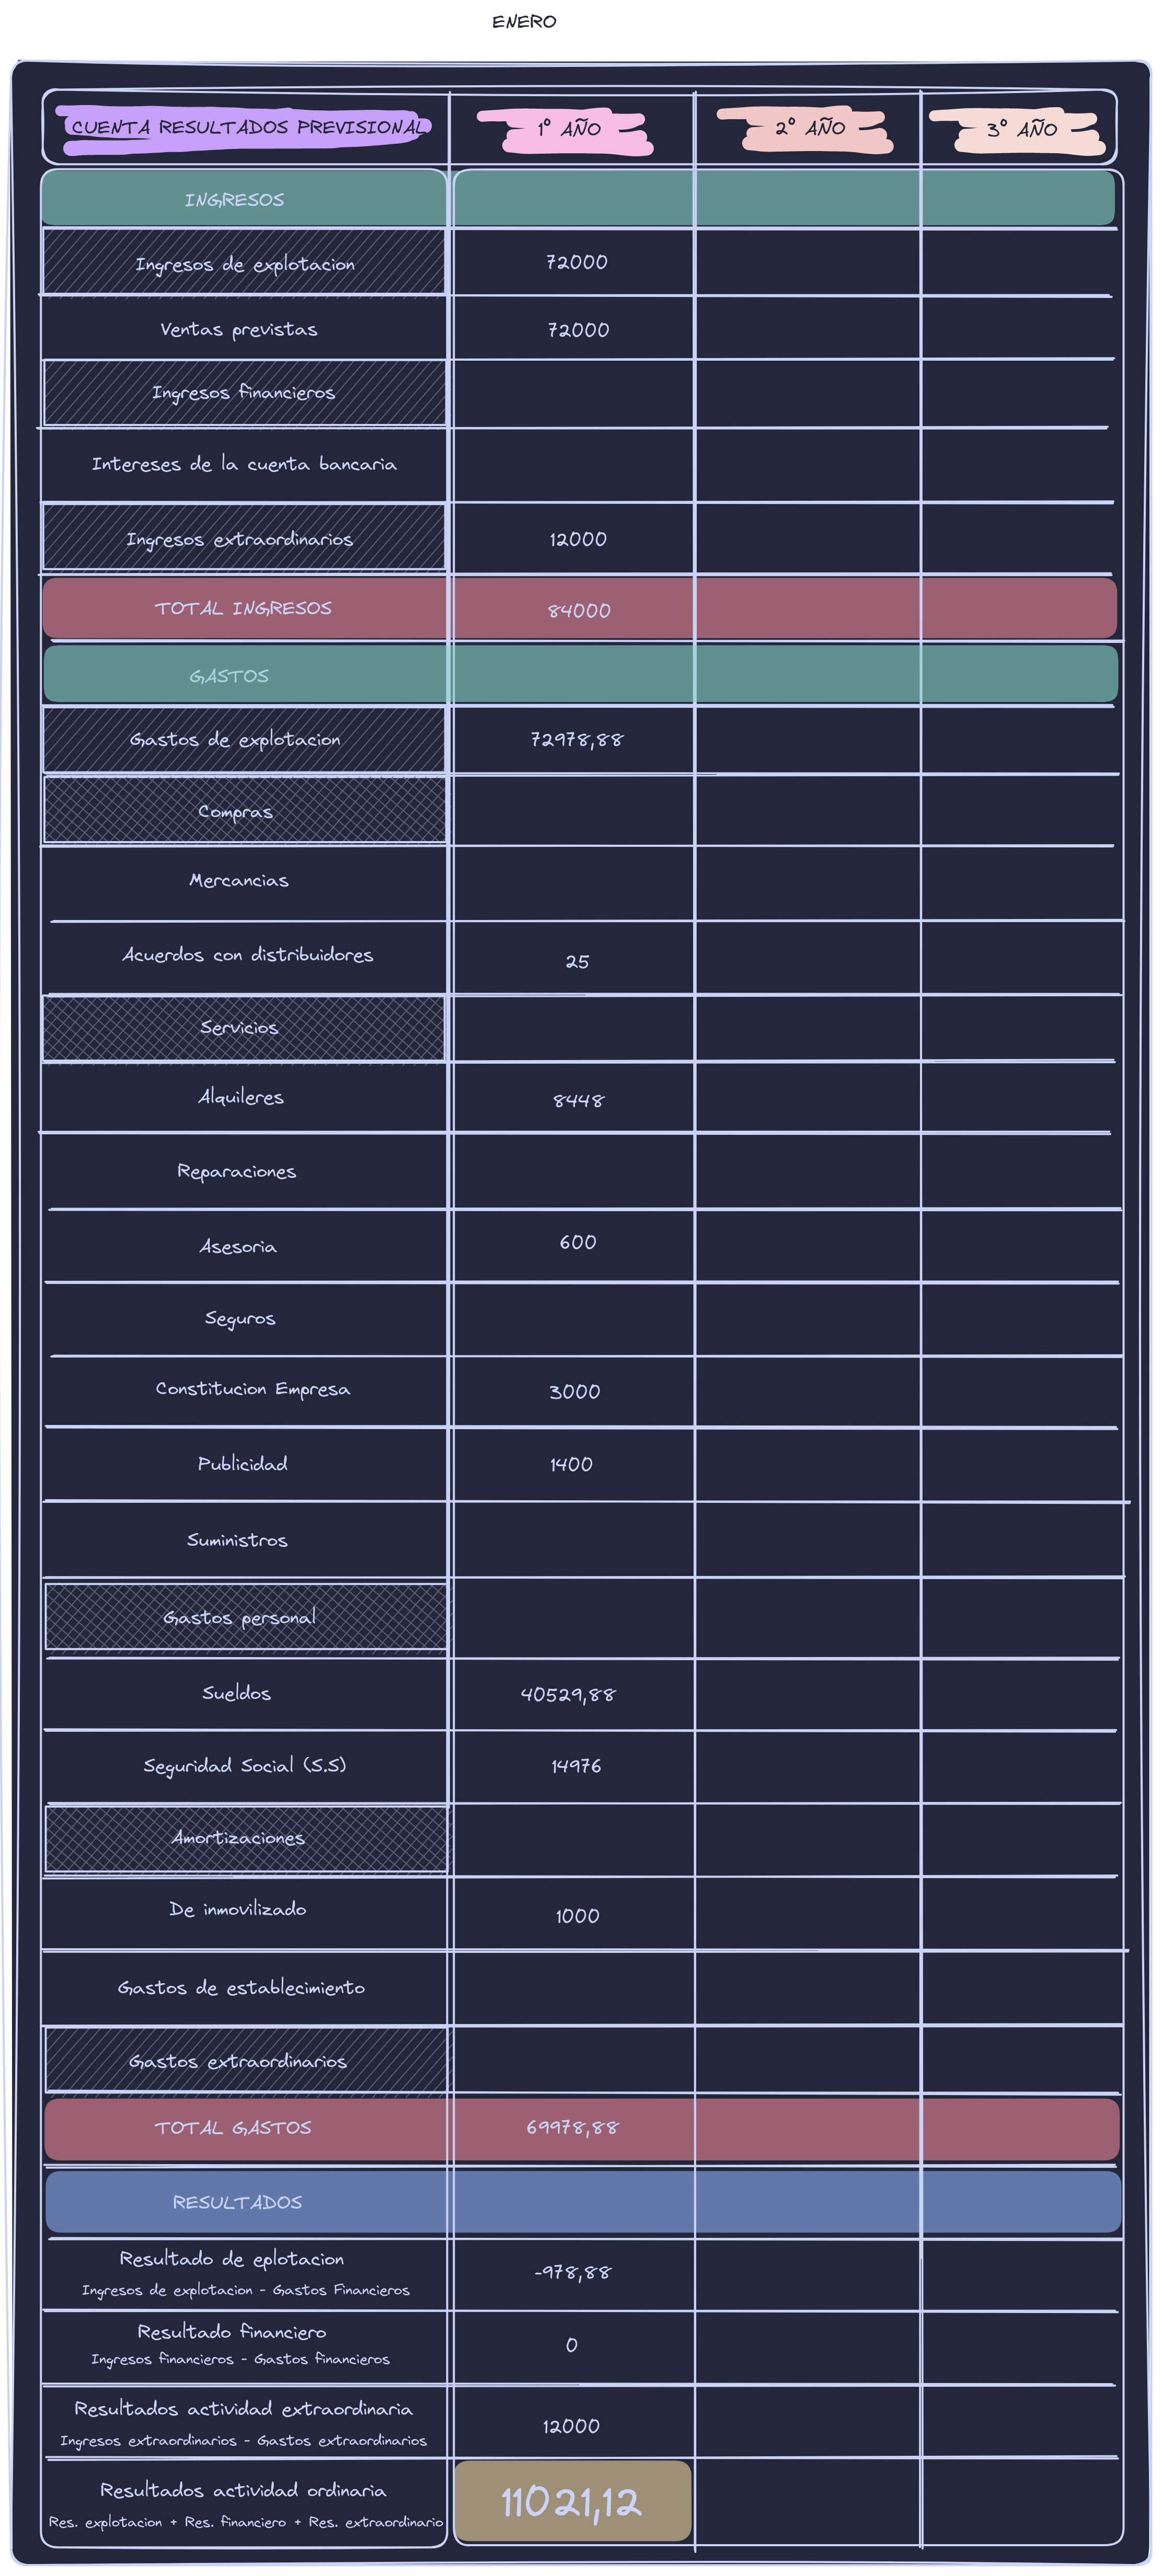 ENERO
CUENTA RESULTADOS PREVISIONAL 1º AÑO 2º AÑO 3º AÑO
INGRESOS
Ingresos de explotacion 72000
Ventas previstas 72000
Ingresos financieros
Intereses de la cuenta bancaria
Ingresos extraordinarios 12000
TOTAL INGRESOS 84000
GASTOS
Gastos de explotacion 72978,88
Compras
Mercancias
Acuerdos con distribuidores 25
Servicios
Alquileres 8448
Reparaciones
Asesoria 600
Seguros
Constitucion Empresa 3000
Publicidad 1400
Suministros
Gastos personal
Sueldos 40529,88
Seguridad Social (S.S) 14976
Amortizaciones
De inmovilizado 1000
Gastos de establecimiento
Gastos extraordinarios
TOTAL GASTOS 69978,88
RESULTADOS
Resultado de eplotacion -978,88
Ingresos de explotacion - Gastos Financieros
Resultado financiero 0
Ingresos financieros - Gastos financieros
Resultados actividad extraordinaria 12000
Ingresos extraordinarios - Gastos extraordinarios
Resultados actividad ordinaria 11021,12
Res. explotacion + Res. financiero + Res. extraordinario